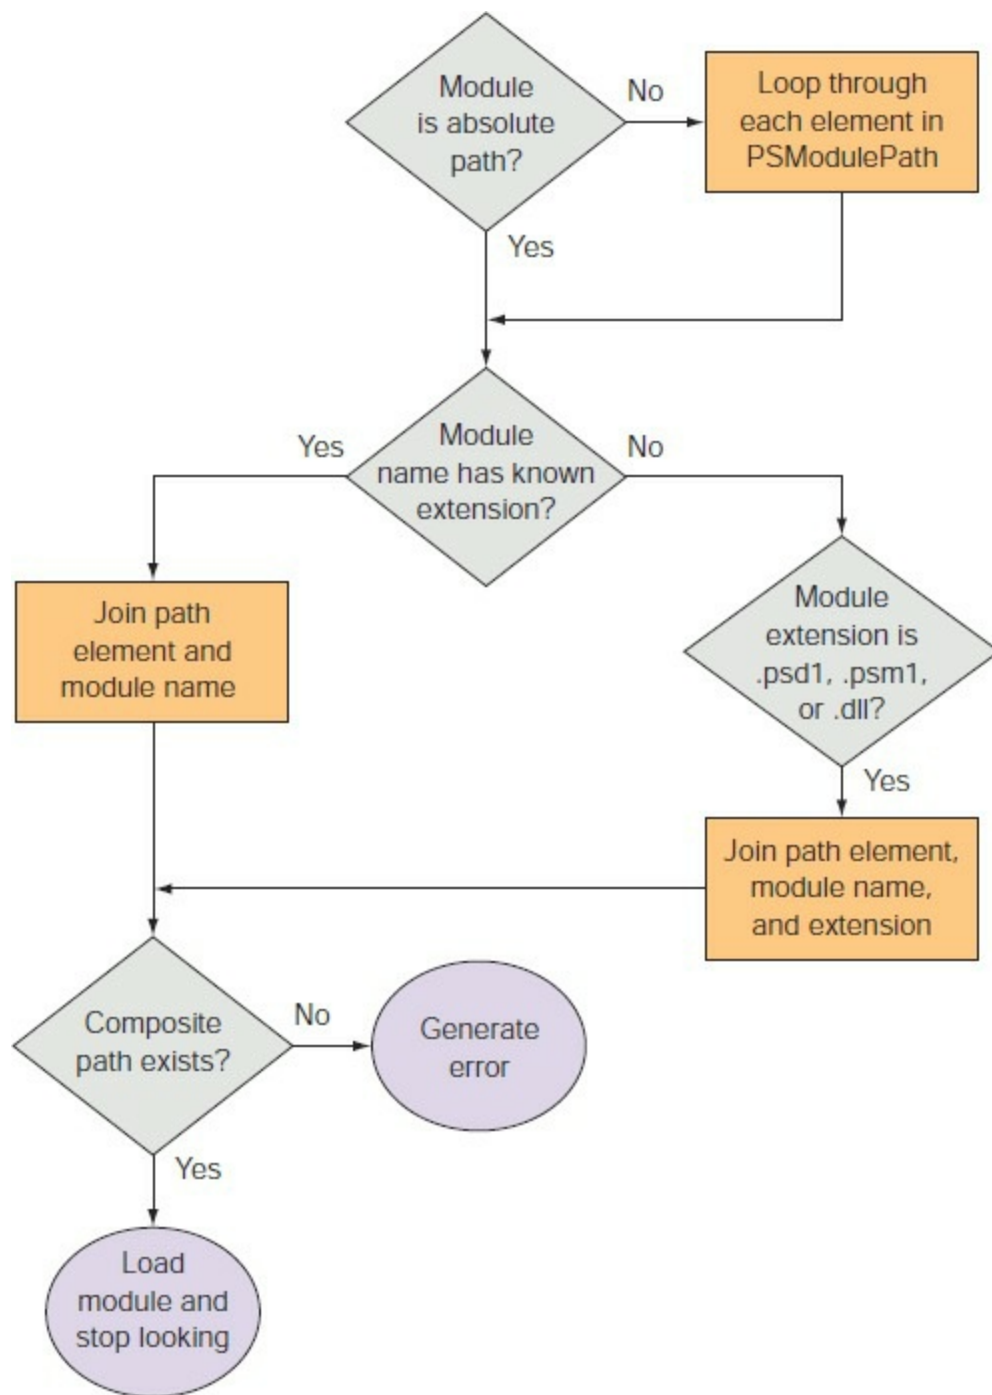 Module
is absolute
path?
No
Loop through
each element in
PSModulePath
Yes
Yes
Module
name has known
extension?
No
Join path
element and
module name
Module
extension is
.psd1, .psm1,
or .dll?
Yes
Join path element,
module name,
and extension
Composite
path exists?
No
Generate
error
Yes
Load
module and
stop looking